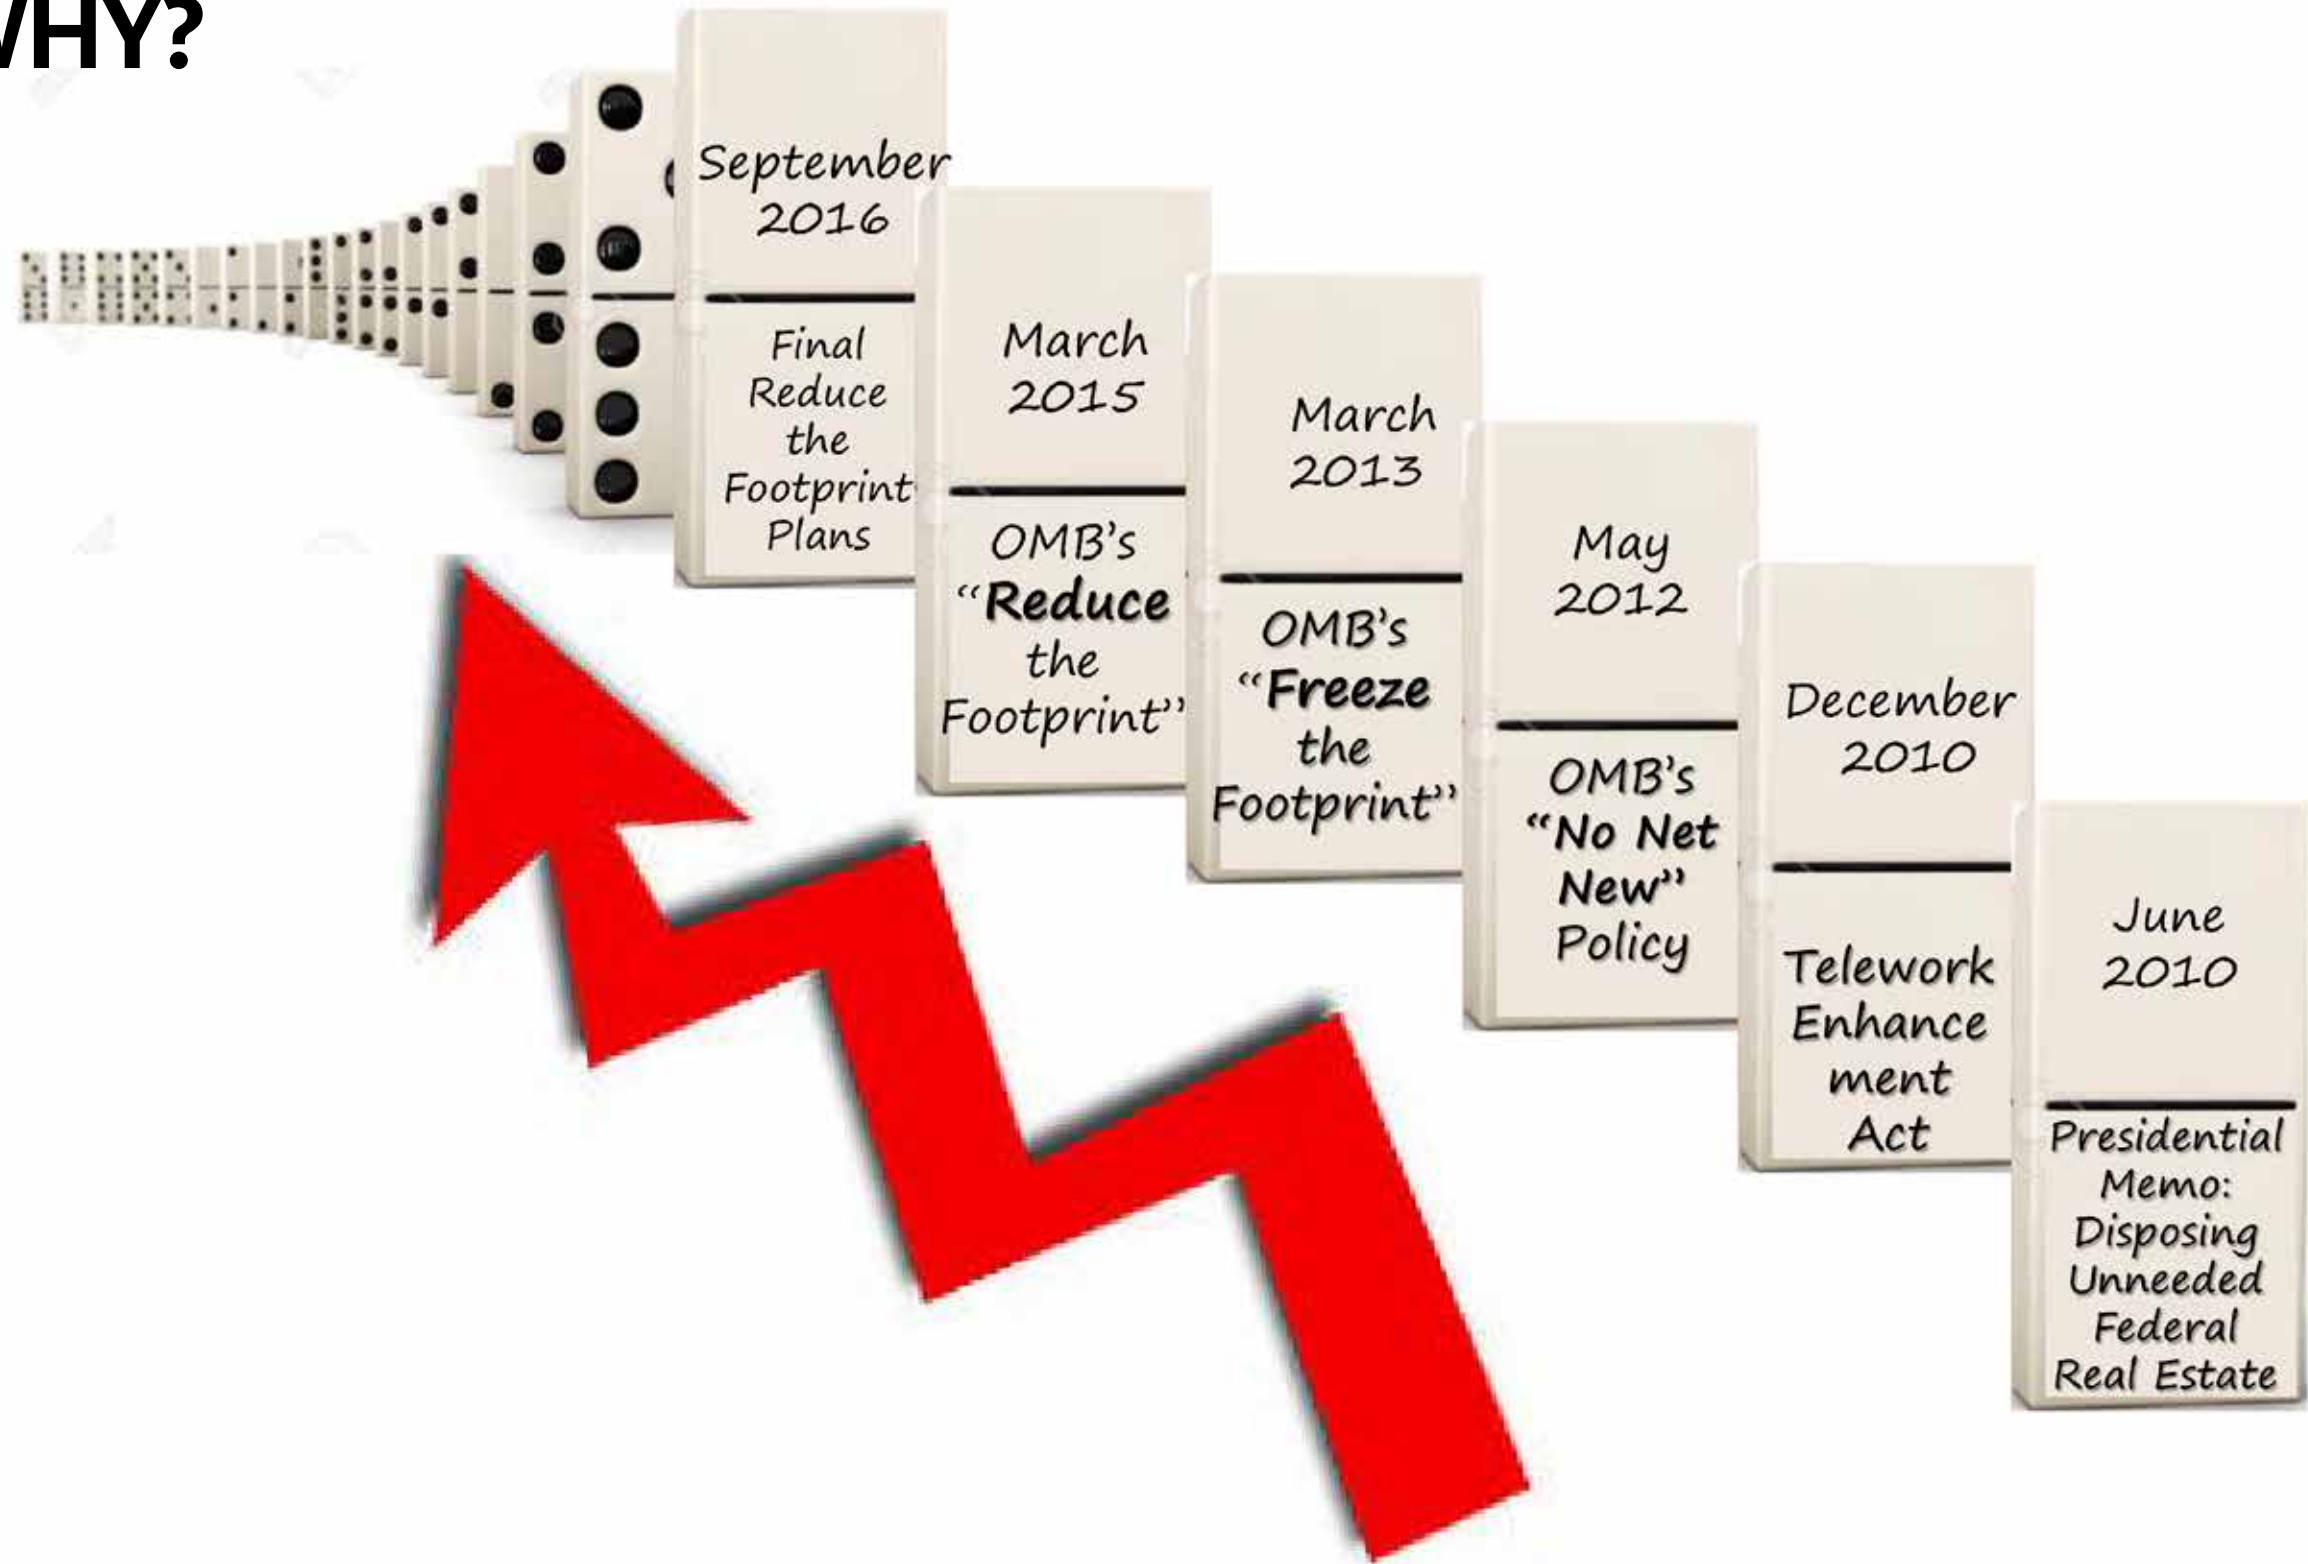 WHY?
September
2016
Final
Reduce
the
Footprint
Plans
March
2015
OMB's
“Reduce
the
Footprint”
March
2013
OMB's
“Freeze
the
Footprint”
May
2012
OMB's
“No Net
New”
Policy
December
2010
Telework
Enhance
ment
Act
June
2010
Presidential
Memo:
Disposing
Unneeded
Federal
Real Estate